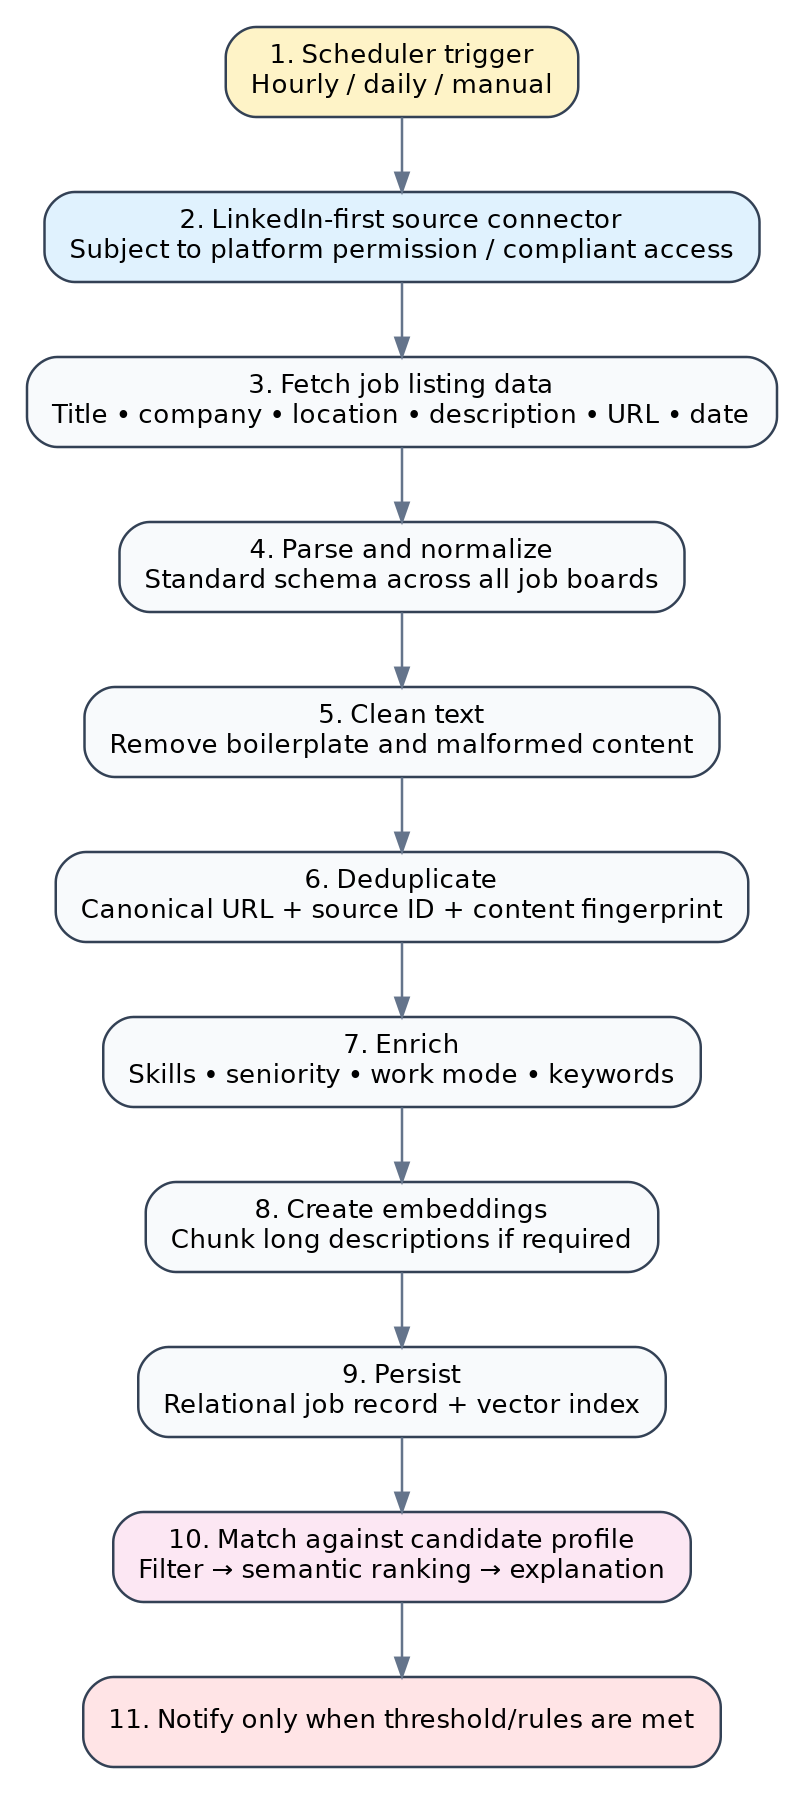 1. Scheduler trigger
Hourly / daily / manual
2. LinkedIn-first source connector
Subject to platform permission / compliant access
3. Fetch job listing data
Title • company • location • description • URL • date
4. Parse and normalize
Standard schema across all job boards
5. Clean text
Remove boilerplate and malformed content
6. Deduplicate
Canonical URL + source ID + content fingerprint
7. Enrich
Skills • seniority • work mode • keywords
8. Create embeddings
Chunk long descriptions if required
9. Persist
Relational job record + vector index
10. Match against candidate profile
Filter → semantic ranking → explanation
11. Notify only when threshold/rules are met